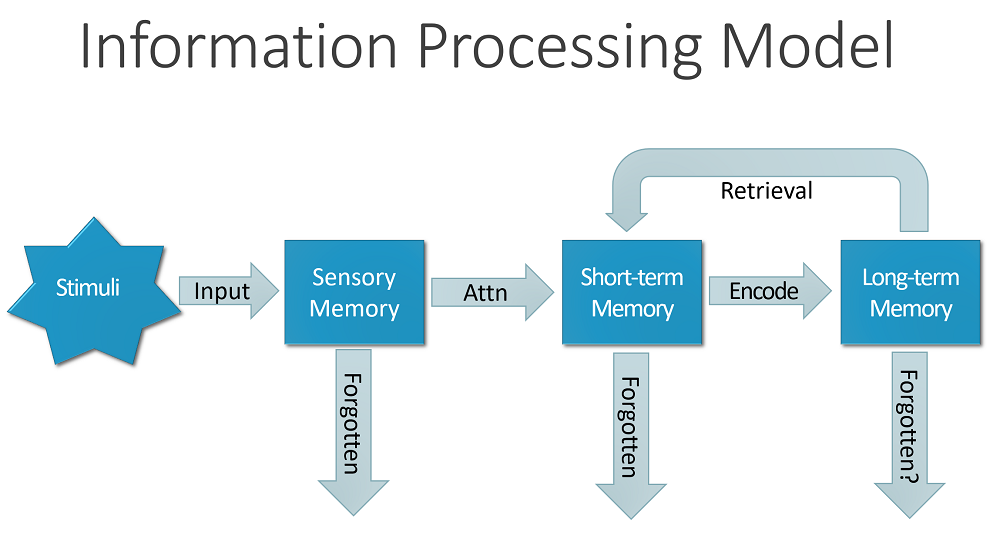 Information Processing Model
Retrieval
Stimuli
Input
Sensory
Memory
Attn
Short-term
Memory
Encode
Long-term
Memory
Forgotten
Forgotten
Forgotten?